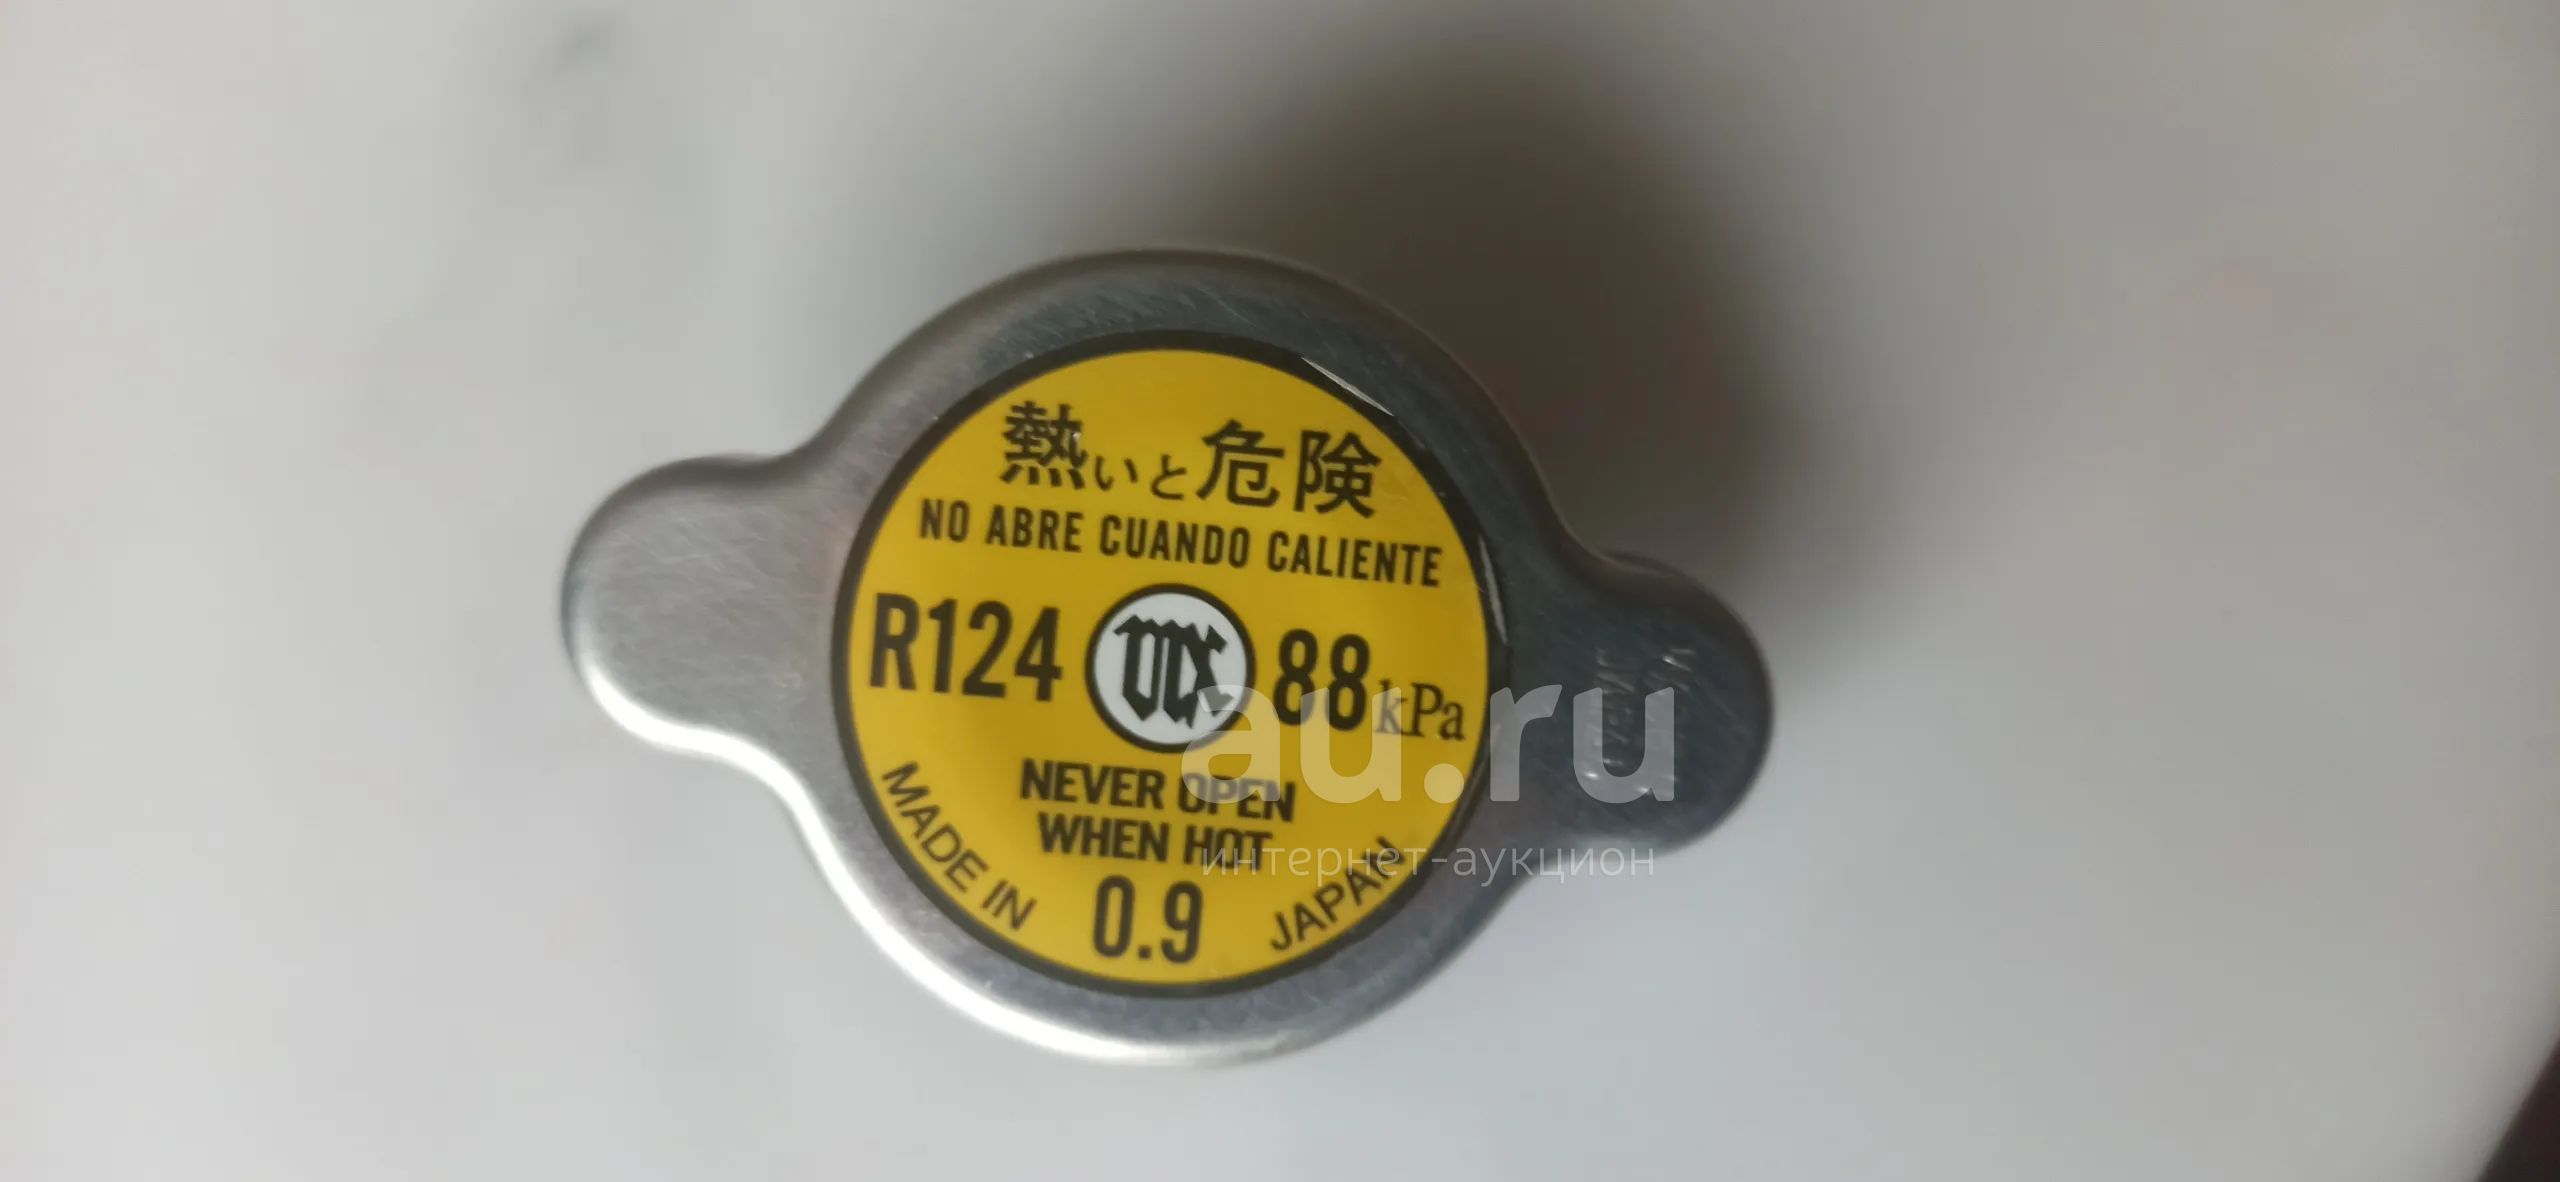 熱いと危険
NO ABRE CUANDO CALIENTE
R124
88 kPa
NEVER OPEN
WHEN HOT
MADE IN
0.9
JAPAN
au.ru
интернет-аукцион